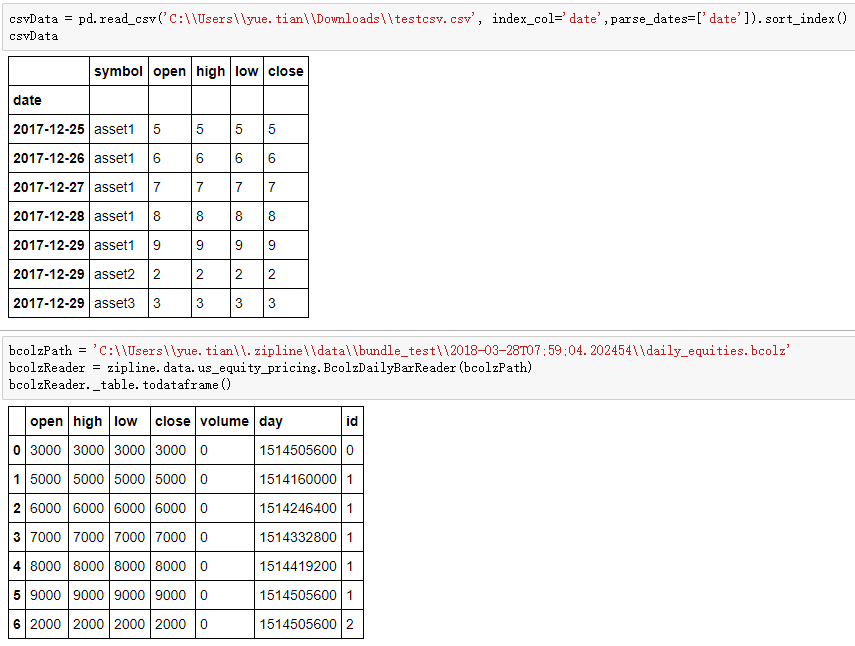 csvData = pd.read_csv('C:\\Users\\yue.tian\\Downloads\\testcsv.csv', index_col='date',parse_dates=['date']).sort_index()
csvData
symbol open high low close
date
2017-12-25 asset1 5 5 5 5
2017-12-26 asset1 6 6 6 6
2017-12-27 asset1 7 7 7 7
2017-12-28 asset1 8 8 8 8
2017-12-29 asset1 9 9 9 9
2017-12-29 asset2 2 2 2 2
2017-12-29 asset3 3 3 3 3
bcolzPath = 'C:\\Users\\yue.tian\\.zipline\\data\\bundle_test\\2018-03-28T07;59;04.202454\\daily_equities.bcolz'
bcolzReader = zipline.data.us_equity_pricing.BcolzDailyBarReader(bcolzPath)
bcolzReader._table.todataframe()
open high low close volume day id
0 3000 3000 3000 3000 0 1514505600 0
1 5000 5000 5000 5000 0 1514160000 1
2 6000 6000 6000 6000 0 1514246400 1
3 7000 7000 7000 7000 0 1514332800 1
4 8000 8000 8000 8000 0 1514419200 1
5 9000 9000 9000 9000 0 1514505600 1
6 2000 2000 2000 2000 0 1514505600 2